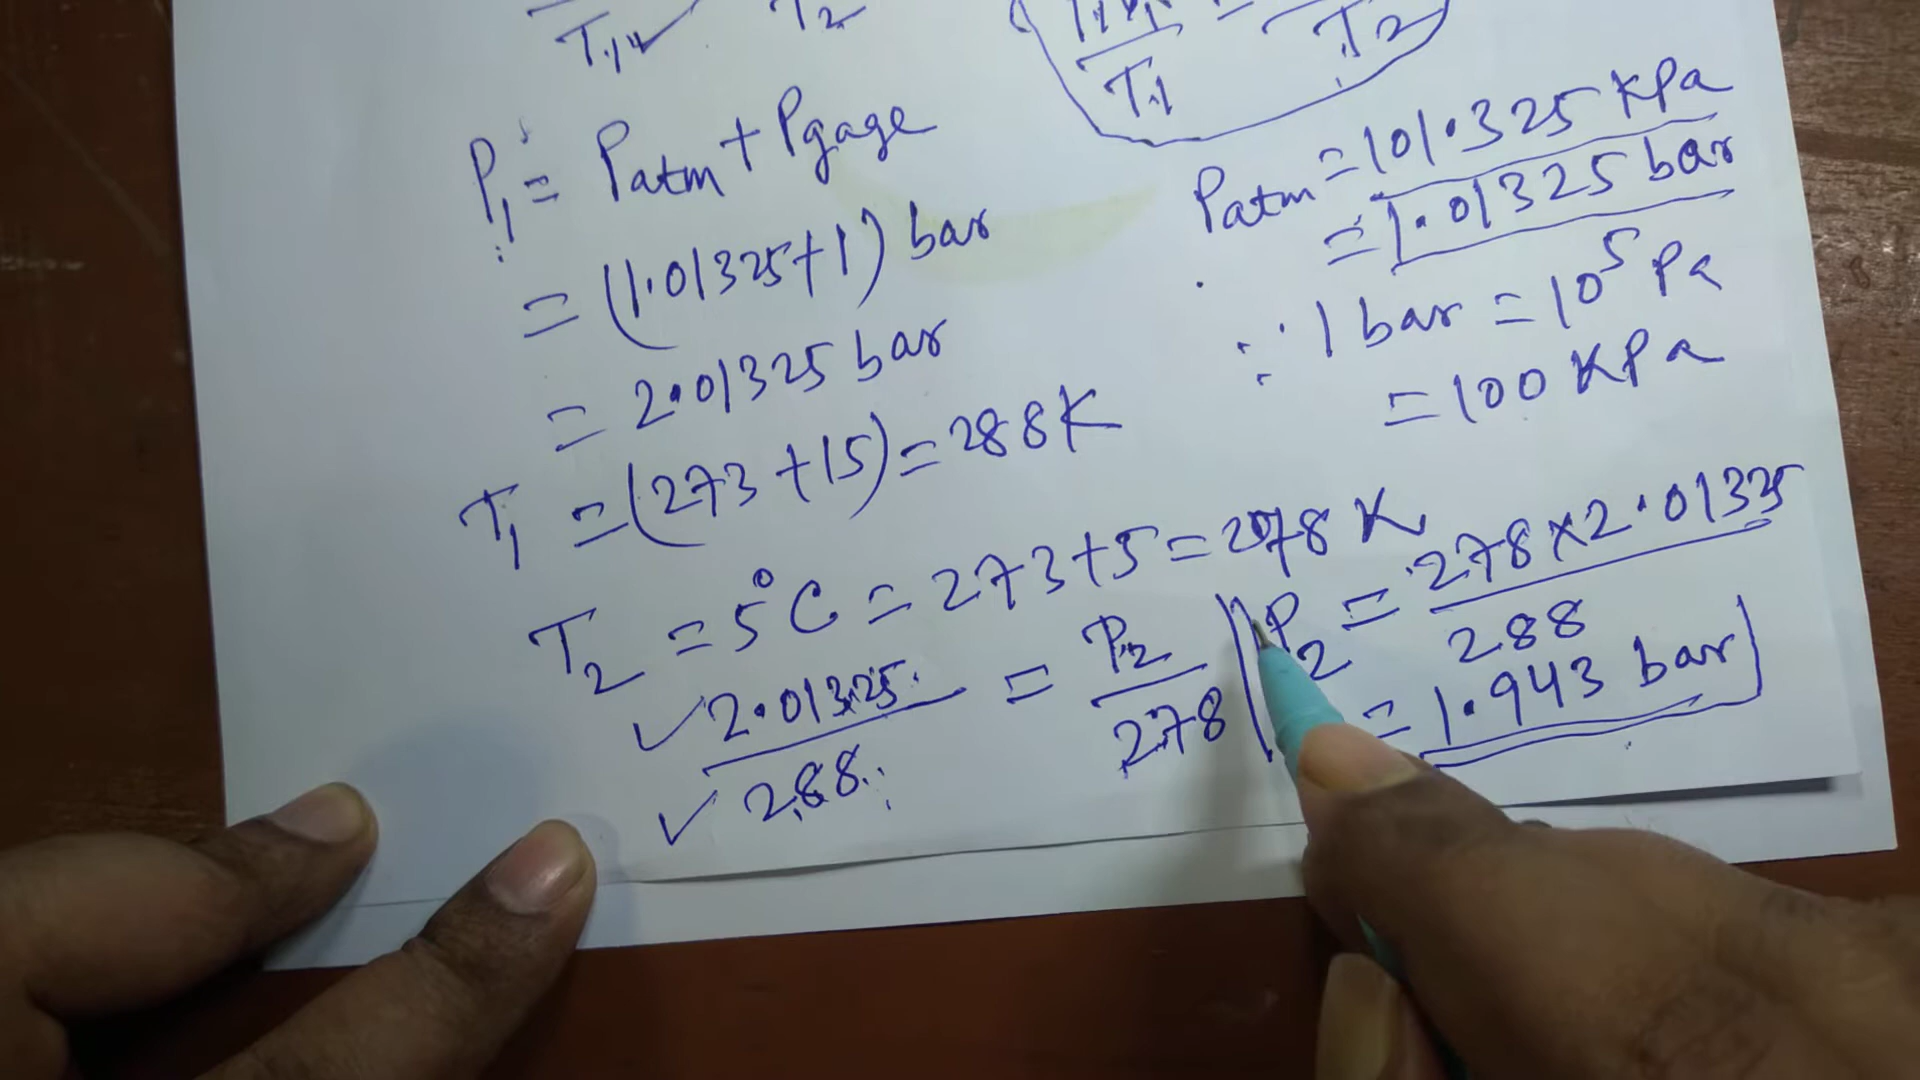 T1 T2
T1 T2
P1 = Patm + Pgage
= (1.01325+1) bar
= 2.01325 bar
T1 = (273+15) = 288K
T2 = 5°C = 273+5 = 278 K
2.01325 = P2
288 278
Patm = 101.325 KPa
= 1.01325 bar
∵ 1 bar = 10^5 Pa
= 100 KPa
P2 = 278×2.01325
288
= 1.943 bar